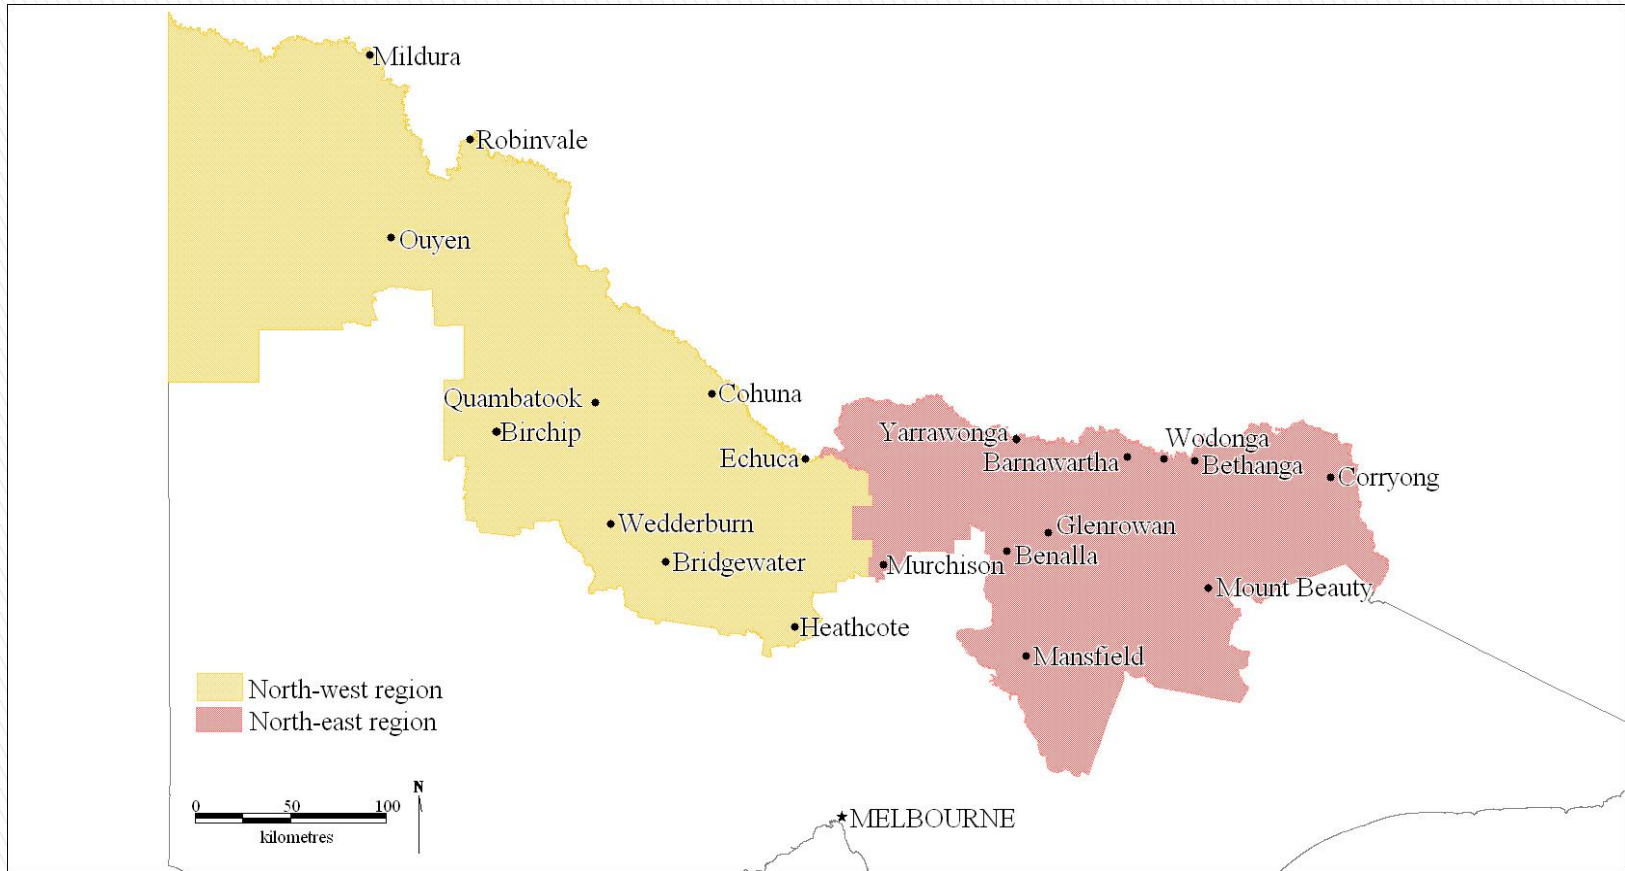 Mildura
Robinvale
Ouyen
Quambatook
Cohuna
Birchip
Echuca
Yarrawonga
Wodonga
Barnawartha
Bethanga
Corryong
Wedderburn
Glenrowan
Benalla
Bridgewater
Murchison
Mount Beauty
Heathcote
Mansfield
North-west region
North-east region
N
0 50 100
kilometres
MELBOURNE